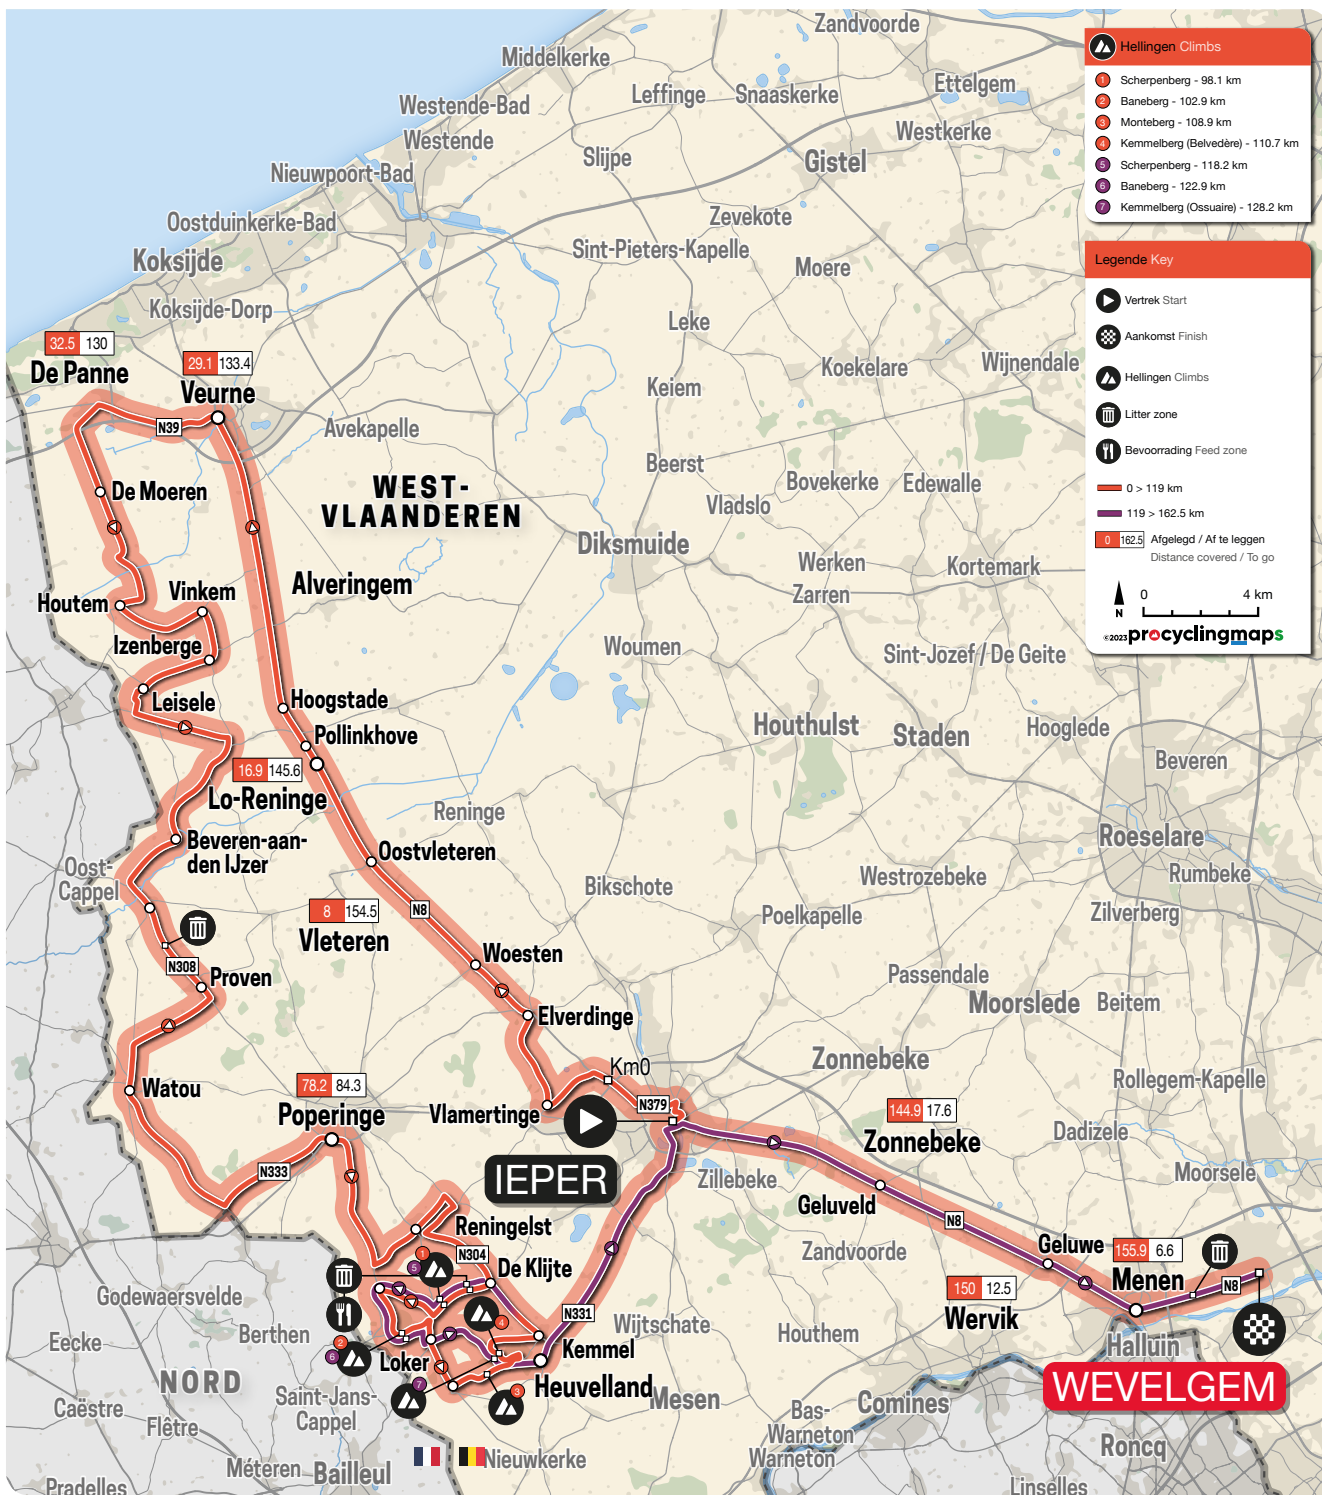 Zandvoorde
Middelkerke
Leffinge
Snaaskerke
Ettelgem
Westende-Bad
Westende
Westkerke
Slijpe
Gistel
Nieuwpoort-Bad
Oostduinkerke-Bad
Zevekote
Koksijde
Sint-Pieters-Kapelle
Moere
Koksijde-Dorp
Leke
32.5 130
De Panne
29.1 133.4
Veurne
Koekelare
Wijnendale
Keiem
N39
Avekapelle
Beerst
Bovekerke
Edewalle
De Moeren
WEST-
VLAANDEREN
Vladslo
Diksmuide
Werken
Kortemark
Alveringem
Zarren
Houtem
Vinkem
Izenberge
Woumen
Sint-Jozef / De Geite
Leisele
Hoogstade
Pollinkhove
Houthulst
Staden
Hooglede
Beveren
16.9 145.6
Lo-Reninge
Reninge
Roeselare
Beveren-aan-
den IJzer
Oostvleteren
Oost-
Cappel
Rumbeke
Bikschote
Westrozebeke
8 154.5
N8
Poelkapelle
Zilverberg
Vleteren
Woesten
N308
Proven
Passendale
Moorslede
Beitem
Elverdinge
Zonnebeke
Km0
Rollegem-Kapelle
Watou
78.2 84.3
Poperinge
Vlamertinge
N379
144.9 17.6
Zonnebeke
Dadizele
N333
IEPER
Zillebeke
Moorsele
Geluveld
Reningelst
N8
N304
Zandvoorde
Geluwe
155.9 6.6
Menen
1
5
De Klijte
N8
Godewaersvelde
150 12.5
Wervik
N331
Eecke
Berthen
4
Wijtschate
Houthem
2
6
Loker
Kemmel
Halluin
NORD
7
Heuvelland
3
Mesen
WEVELGEM
Saint-Jans-
Cappel
Caëstre
Flêtre
Comines
Bas-
Warneton
Warneton
Roncq
Méteren
Bailleul
Nieuwkerke
Pradelles
Linselles
Hellingen Climbs
1 Scherpenberg - 98.1 km
2 Baneberg - 102.9 km
3 Monteberg - 108.9 km
4 Kemmelberg (Belvedère) - 110.7 km
5 Scherpenberg - 118.2 km
6 Baneberg - 122.9 km
7 Kemmelberg (Ossuaire) - 128.2 km
Legende Key
Vertrek Start
Aankomst Finish
Hellingen Climbs
Litter zone
Bevoorrading Feed zone
0 > 119 km
119 > 162.5 km
0 162.5 Afgelegd / Af te leggen
Distance covered / To go
N
0 4 km
©2023 procyclingmaps